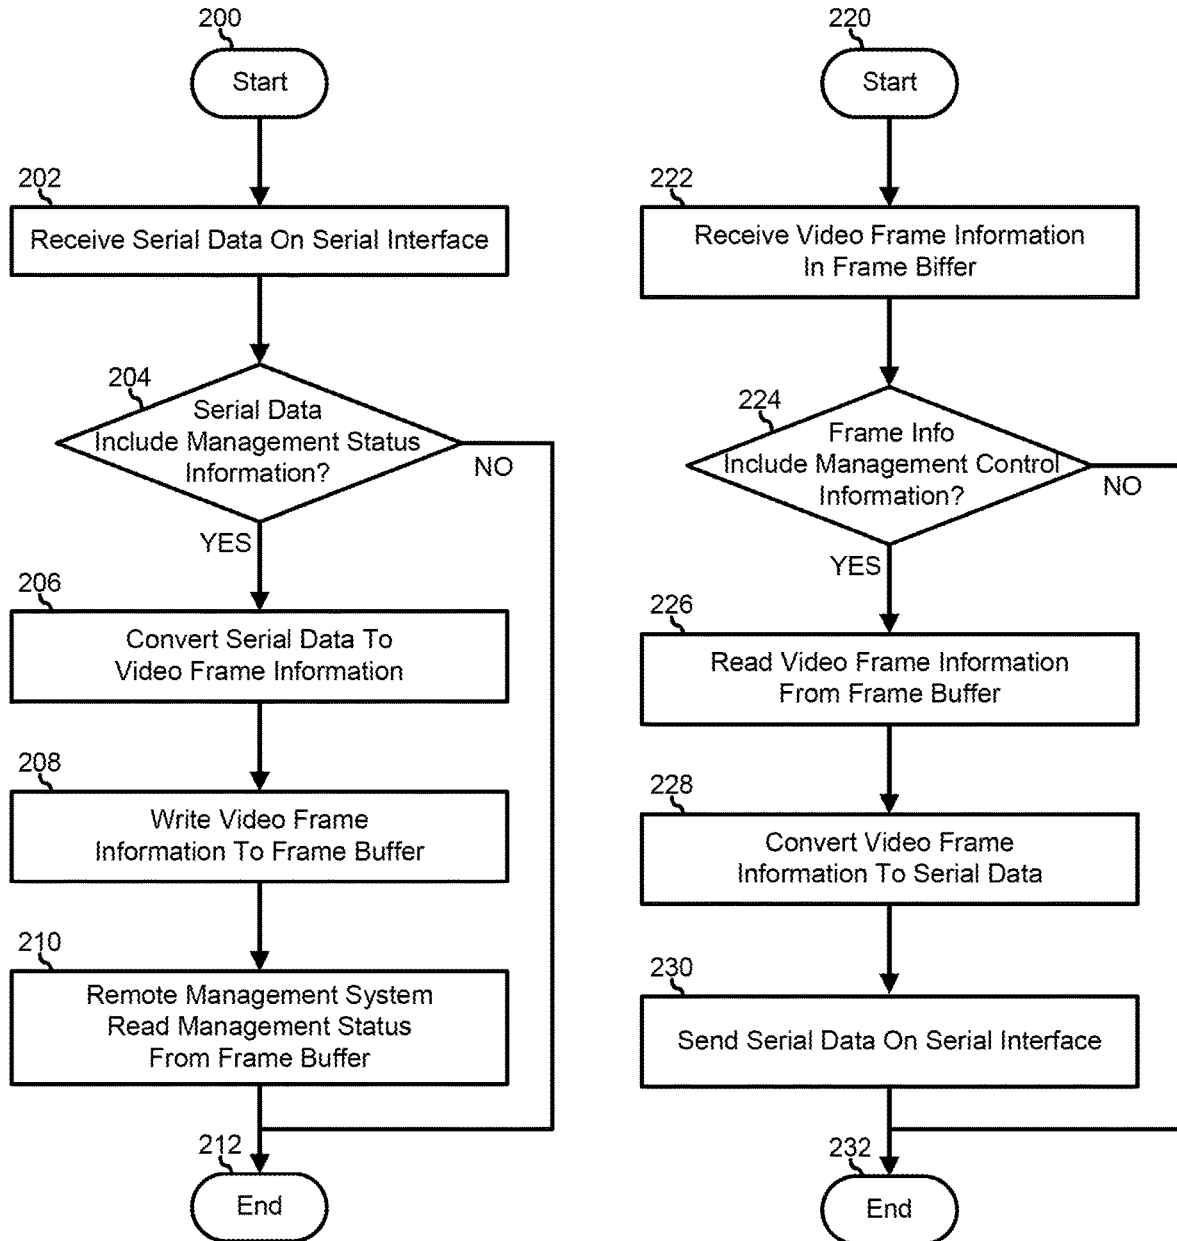 200
Start
202
Receive Serial Data On Serial Interface
204
Serial Data
Include Management Status
Information?
NO
YES
206
Convert Serial Data To
Video Frame Information
208
Write Video Frame
Information To Frame Buffer
210
Remote Management System
Read Management Status
From Frame Buffer
212
End
220
Start
222
Receive Video Frame Information
In Frame Biffer
224
Frame Info
Include Management Control
Information?
NO
YES
226
Read Video Frame Information
From Frame Buffer
228
Convert Video Frame
Information To Serial Data
230
Send Serial Data On Serial Interface
232
End